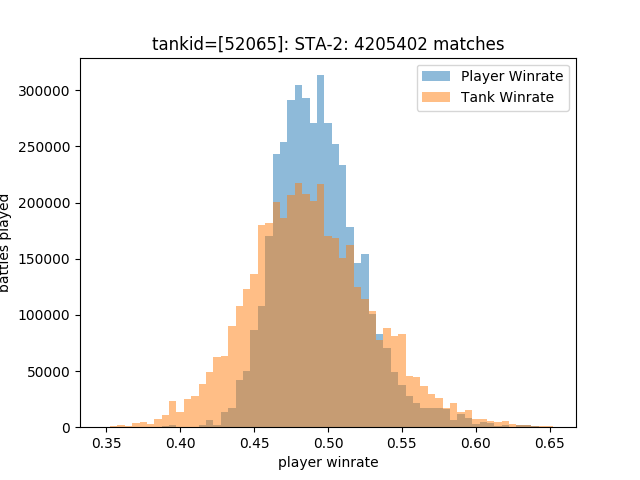 tankid=[52065]: STA-2: 4205402 matches
Player Winrate
Tank Winrate
300000
250000
200000
150000
100000
50000
0
battles played
0.35 0.40 0.45 0.50 0.55 0.60 0.65
player winrate